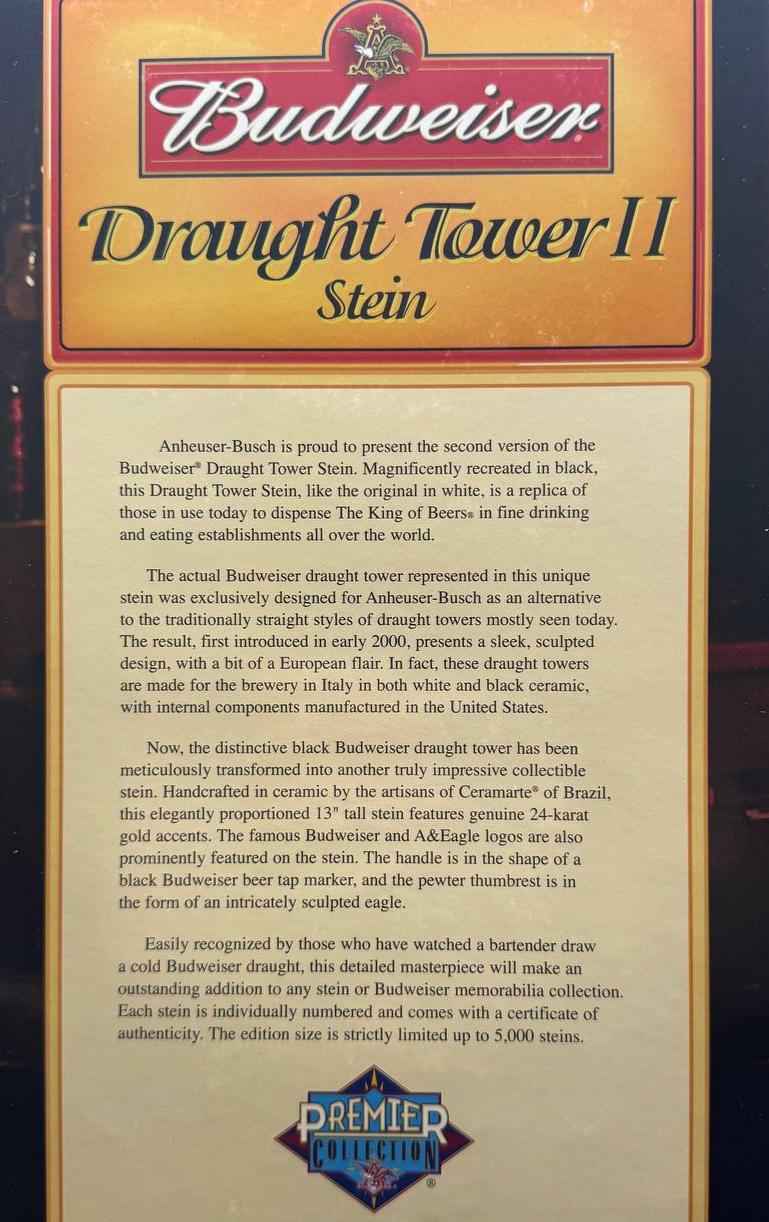 Budweiser®
Draught Tower II
Stein
Anheuser-Busch is proud to present the second version of the
Budweiser® Draught Tower Stein. Magnificently recreated in black,
this Draught Tower Stein, like the original in white, is a replica of
those in use today to dispense The King of Beers® in fine drinking
and eating establishments all over the world.
The actual Budweiser draught tower represented in this unique
stein was exclusively designed for Anheuser-Busch as an alternative
to the traditionally straight styles of draught towers mostly seen today.
The result, first introduced in early 2000, presents a sleek, sculpted
design, with a bit of a European flair. In fact, these draught towers
are made for the brewery in Italy in both white and black ceramic,
with internal components manufactured in the United States.
Now, the distinctive black Budweiser draught tower has been
meticulously transformed into another truly impressive collectible
stein. Handcrafted in ceramic by the artisans of Ceramarte® of Brazil,
this elegantly proportioned 13" tall stein features genuine 24-karat
gold accents. The famous Budweiser and A&Eagle logos are also
prominently featured on the stein. The handle is in the shape of a
black Budweiser beer tap marker, and the pewter thumbrest is in
the form of an intricately sculpted eagle.
Easily recognized by those who have watched a bartender draw
a cold Budweiser draught, this detailed masterpiece will make an
outstanding addition to any stein or Budweiser memorabilia collection.
Each stein is individually numbered and comes with a certificate of
authenticity. The edition size is strictly limited up to 5,000 steins.
PREMIER
COLLECTION
®